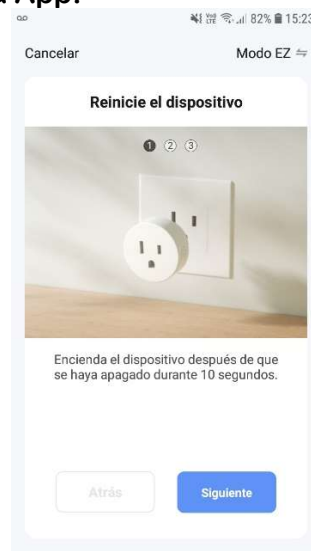 App.
82% 15:23
Cancelar Modo EZ
Reinicie el dispositivo
1 2 3
Encienda el dispositivo después de que
se haya apagado durante 10 segundos.
Atrás Siguiente